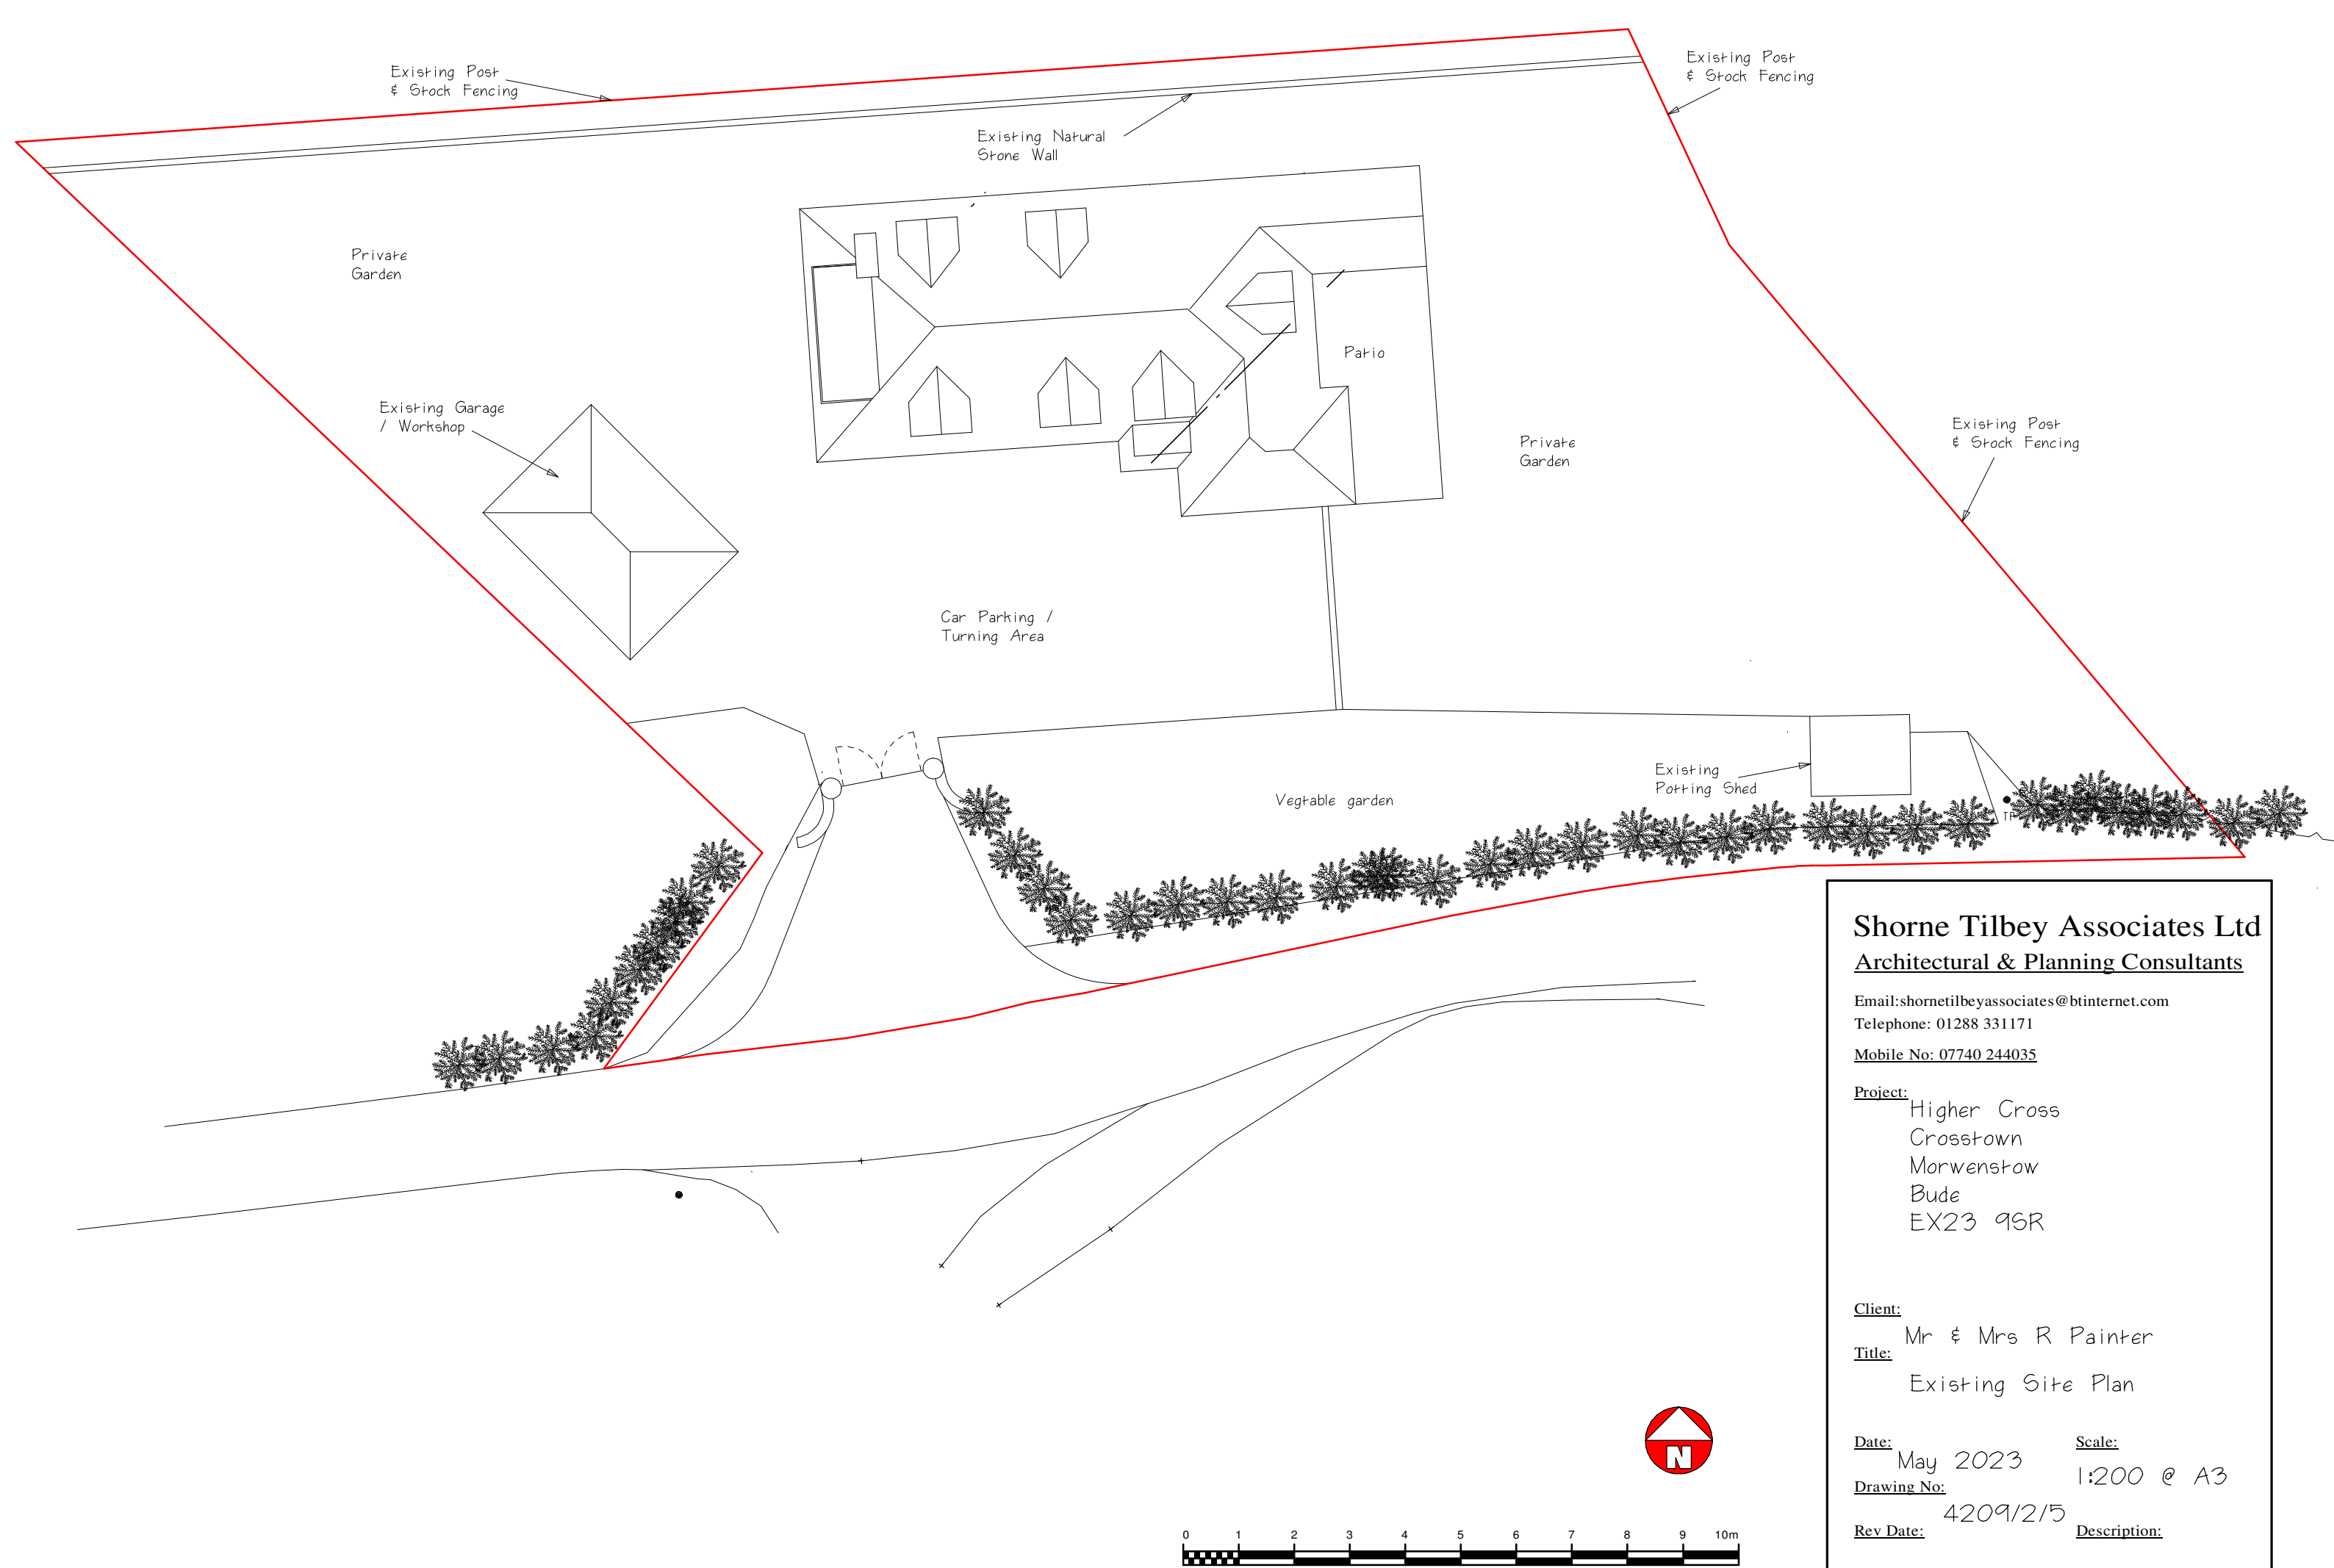 Existing Post
& Stock Fencing
Existing Post
& Stock Fencing
Existing Natural
Stone Wall
Private
Garden
Patio
Existing Garage
/ Workshop
Private
Garden
Existing Post
& Stock Fencing
Car Parking /
Turning Area
Existing
Potting Shed
Vegtable garden
Shorne Tilbey Associates Ltd
Architectural & Planning Consultants
Email:shornetilbeyassociates@btinternet.com
Telephone: 01288 331171
Mobile No: 07740 244035
Project:
Higher Cross
Crosstown
Morwenstow
Bude
EX23 9SR
Client:
Mr & Mrs R Painter
Title:
Existing Site Plan
Date:
May 2023
Scale:
1:200 @ A3
Drawing No:
4209/2/5
Rev Date:
Description:
N
0 1 2 3 4 5 6 7 8 9 10m